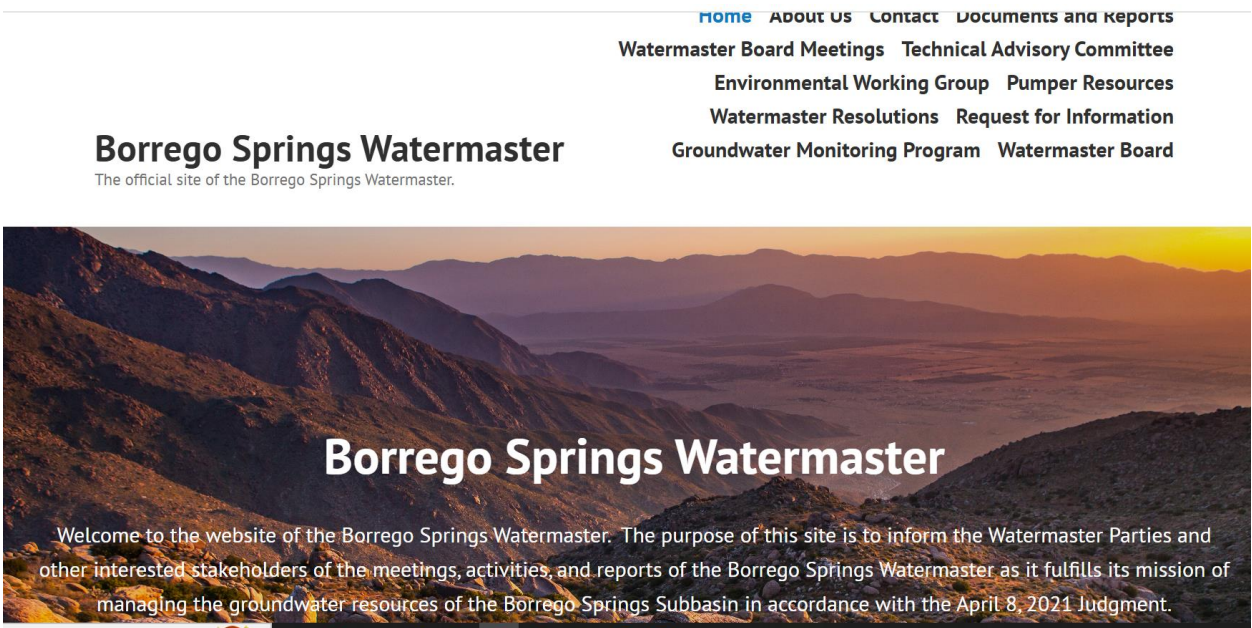 Home About Us Contact Documents and Reports
Watermaster Board Meetings Technical Advisory Committee
Environmental Working Group Pumper Resources
Watermaster Resolutions Request for Information
Groundwater Monitoring Program Watermaster Board
Borrego Springs Watermaster
The official site of the Borrego Springs Watermaster.
Borrego Springs Watermaster
Welcome to the website of the Borrego Springs Watermaster. The purpose of this site is to inform the Watermaster Parties and
other interested stakeholders of the meetings, activities, and reports of the Borrego Springs Watermaster as it fulfills its mission of
managing the groundwater resources of the Borrego Springs Subbasin in accordance with the April 8, 2021 Judgment.